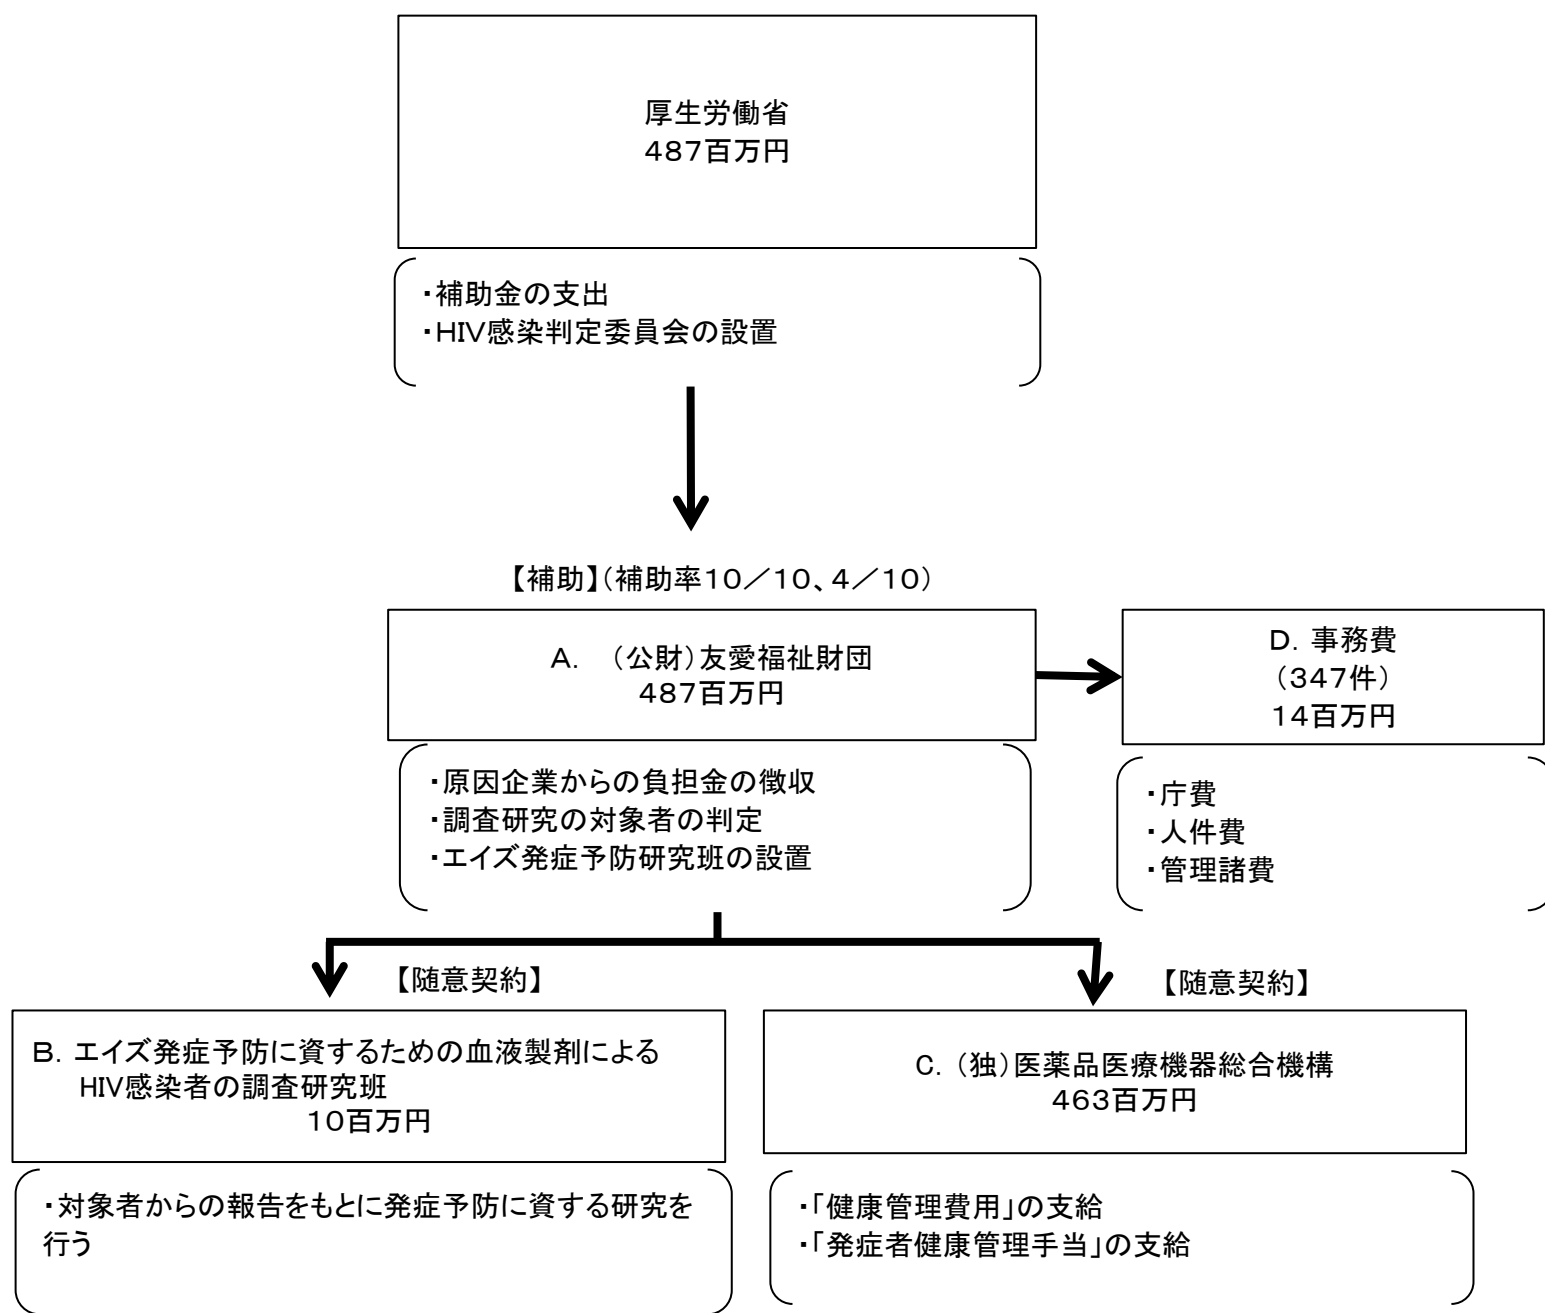 厚生労働省
487百万円
・補助金の支出
・HIV感染判定委員会の設置
【補助】(補助率10／10、4／10)
A.　(公財)友愛福祉財団
487百万円
D. 事務費
(347件)
14百万円
・原因企業からの負担金の徴収
・調査研究の対象者の判定
・エイズ発症予防研究班の設置
・庁費
・人件費
・管理諸費
【随意契約】
【随意契約】
B. エイズ発症予防に資するための血液製剤による
HIV感染者の調査研究班
10百万円
C. (独)医薬品医療機器総合機構
463百万円
・対象者からの報告をもとに発症予防に資する研究を
行う
・「健康管理費用」の支給
・「発症者健康管理手当」の支給